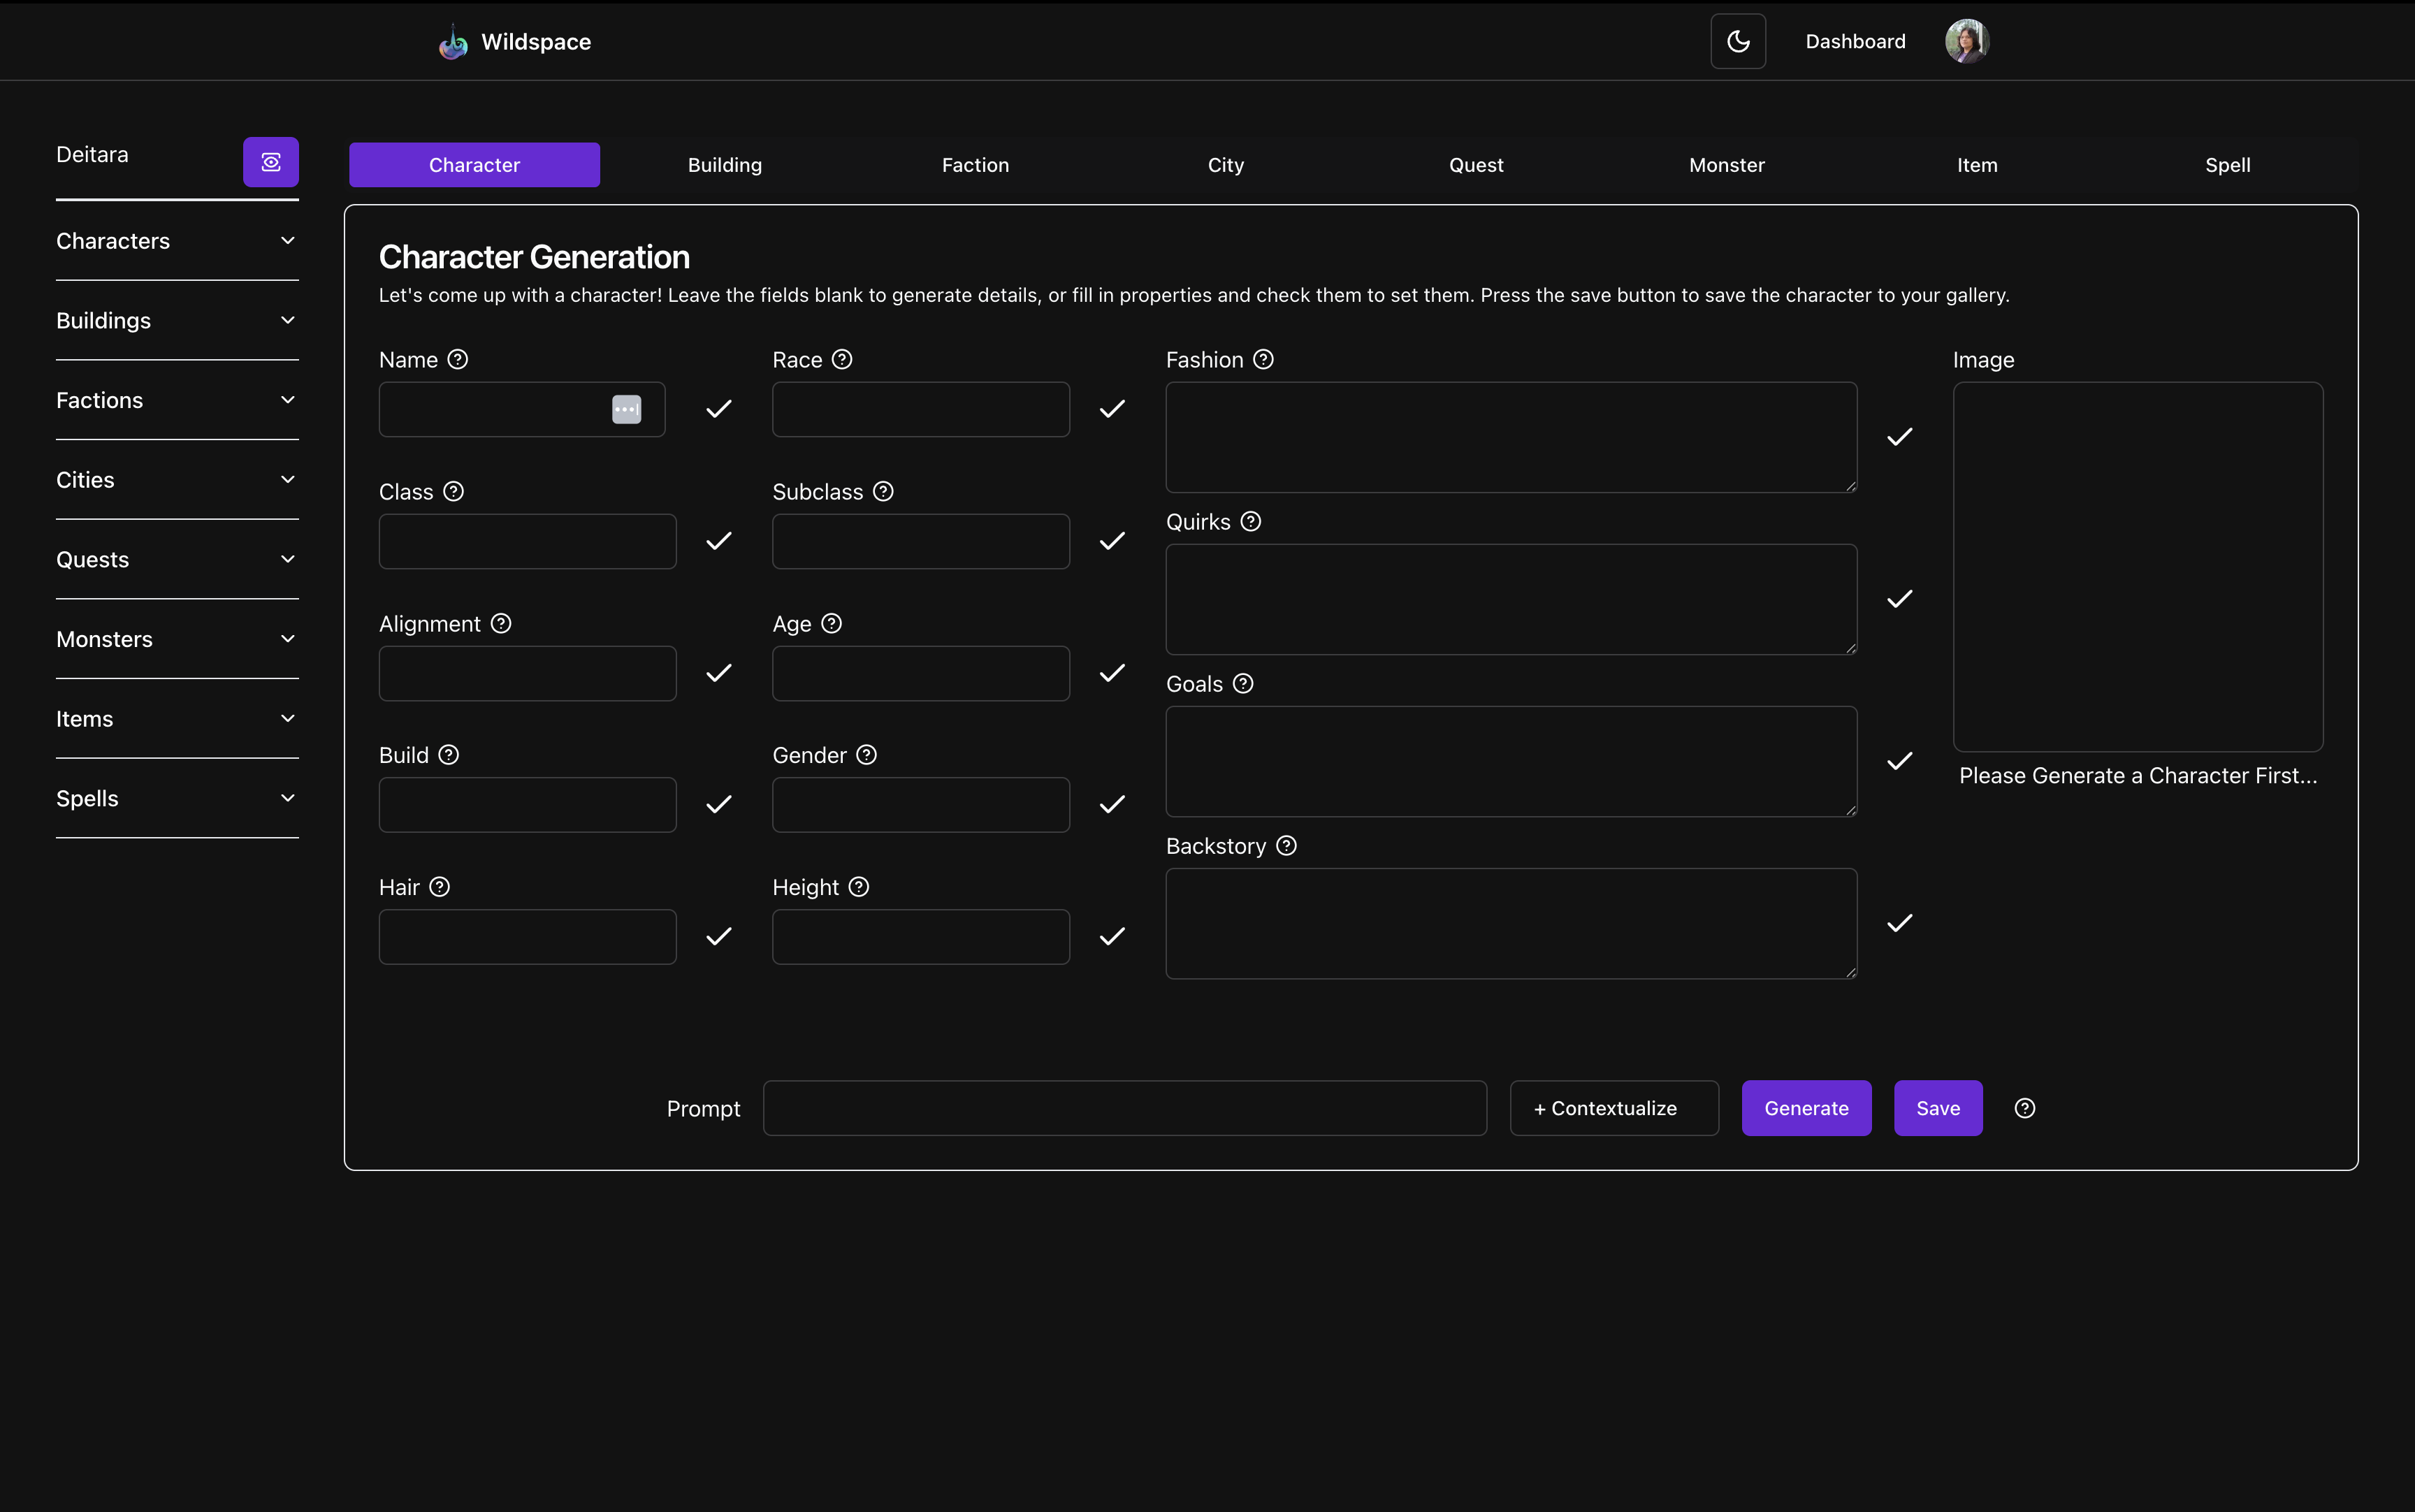 Wildspace
Dashboard
Deitara
Characters
Buildings
Factions
Cities
Quests
Monsters
Items
Spells
Character Building Faction City Quest Monster Item Spell
Character Generation
Let's come up with a character! Leave the fields blank to generate details, or fill in properties and check them to set them. Press the save button to save the character to your gallery.
Name
Race
Class
Subclass
Alignment
Age
Build
Gender
Hair
Height
Fashion
Quirks
Goals
Backstory
Image
Please Generate a Character First...
Prompt
+ Contextualize
Generate
Save